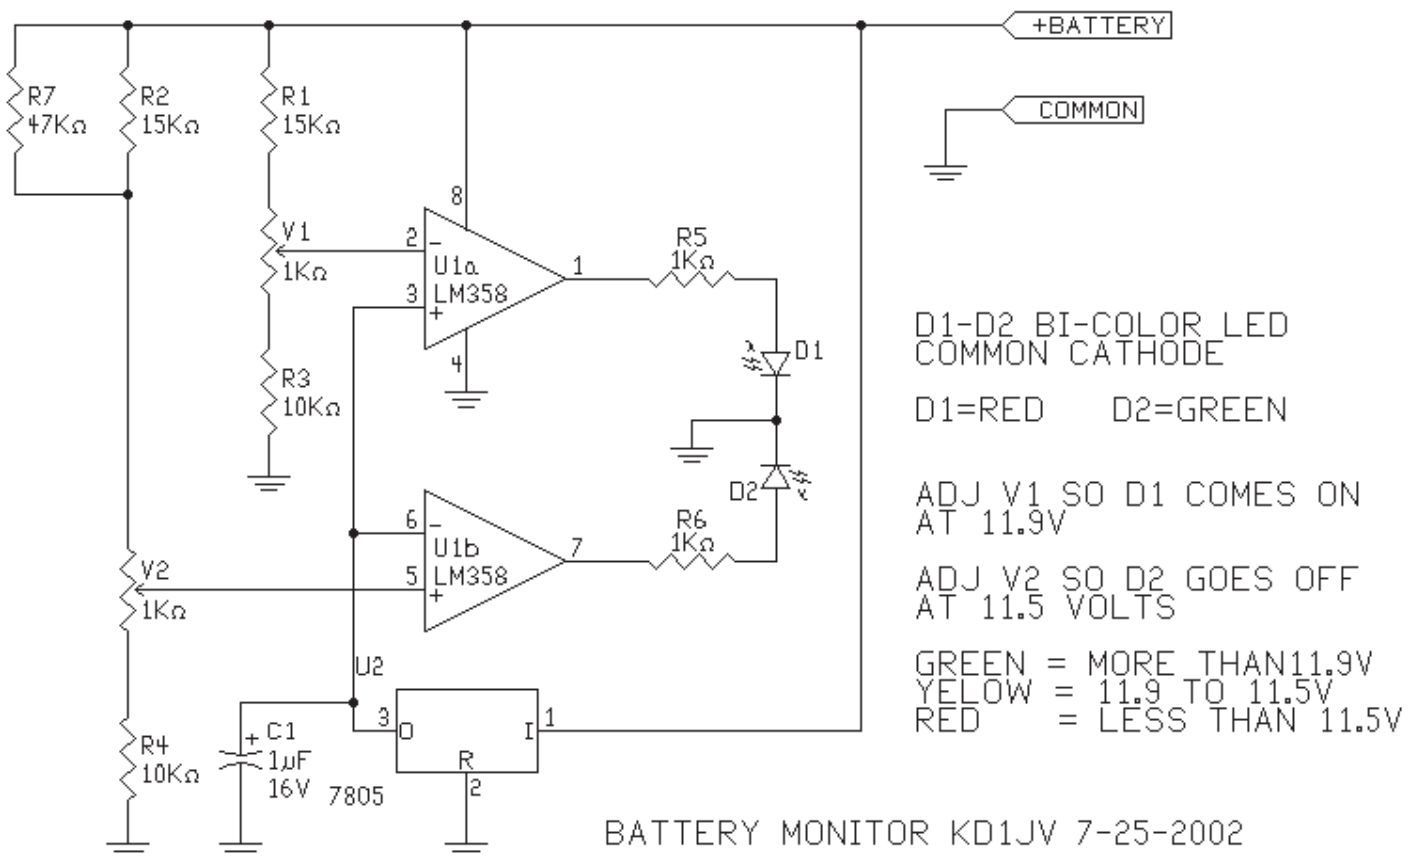 +BATTERY
COMMON
R7
47KΩ
R2
15KΩ
R1
15KΩ
8
V1
1KΩ
2
-
U1a
LM358
3
+
1
4
R5
1KΩ
D1
R3
10KΩ
D1-D2 BI-COLOR LED
COMMON CATHODE
D1=RED D2=GREEN
D2
6
-
U1b
LM358
5
+
7
R6
1KΩ
V2
1KΩ
ADJ V1 SO D1 COMES ON
AT 11.9V
ADJ V2 SO D2 GOES OFF
AT 11.5 VOLTS
GREEN = MORE THAN11.9V
YELOW = 11.9 TO 11.5V
RED = LESS THAN 11.5V
U2
3
O
I
1
R
2
7805
+
C1
1µF
16V
R4
10KΩ
BATTERY MONITOR KD1JV 7-25-2002